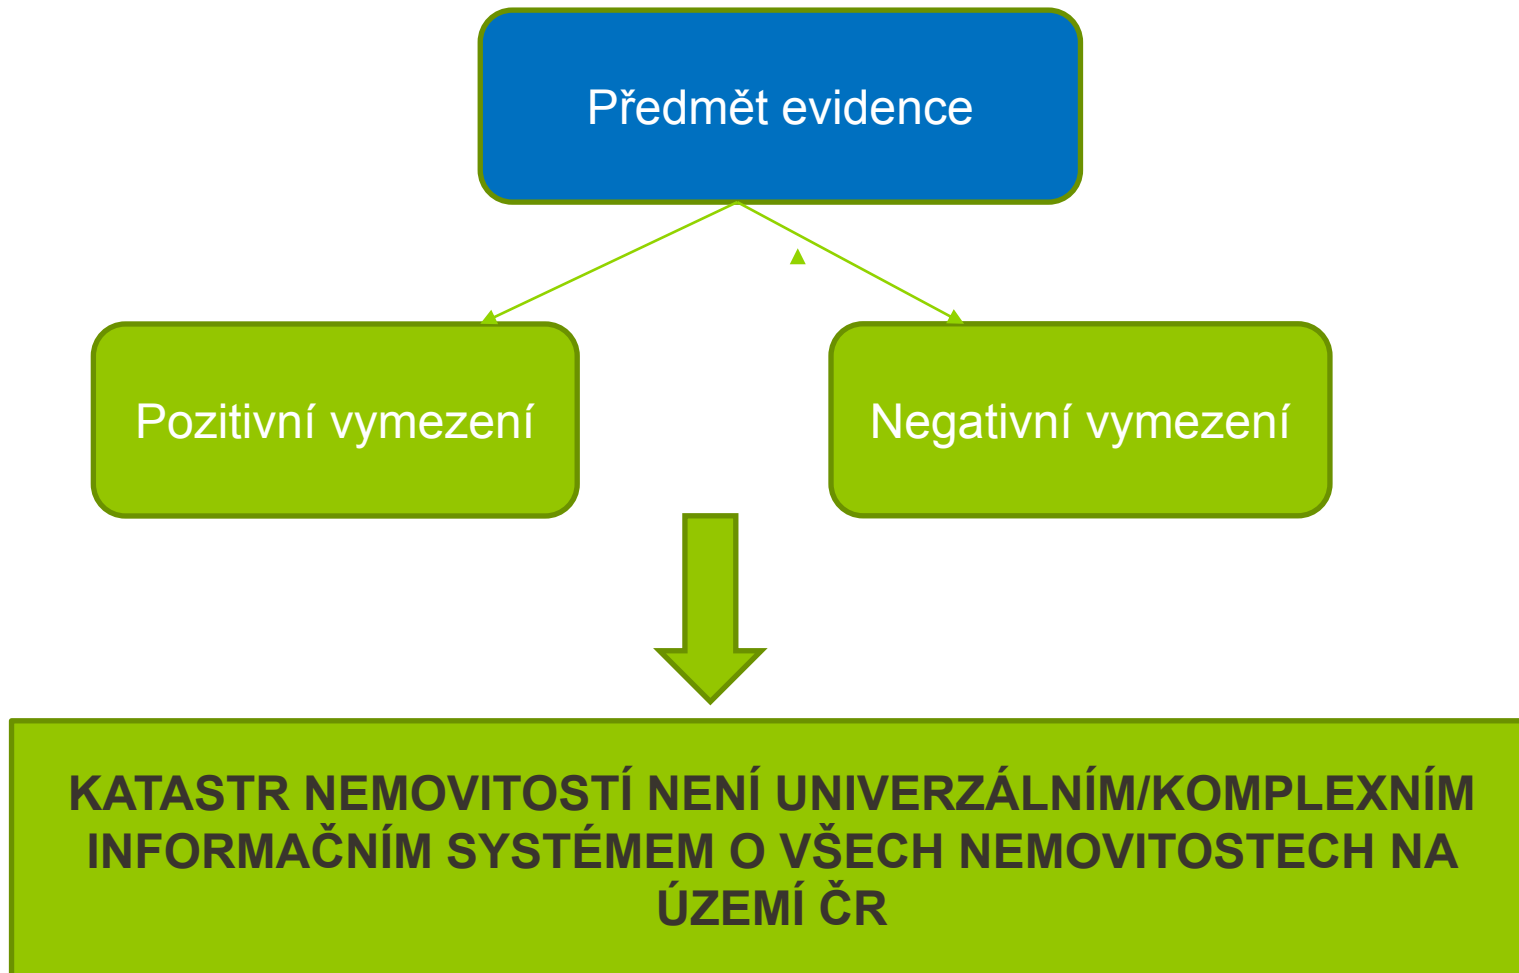 Předmět evidence
Pozitivní vymezení
Negativní vymezení
KATASTR NEMOVITOSTÍ NENÍ UNIVERZÁLNÍM/KOMPLEXNÍM
INFORMAČNÍM SYSTÉMEM O VŠECH NEMOVITOSTECH NA
ÚZEMÍ ČR